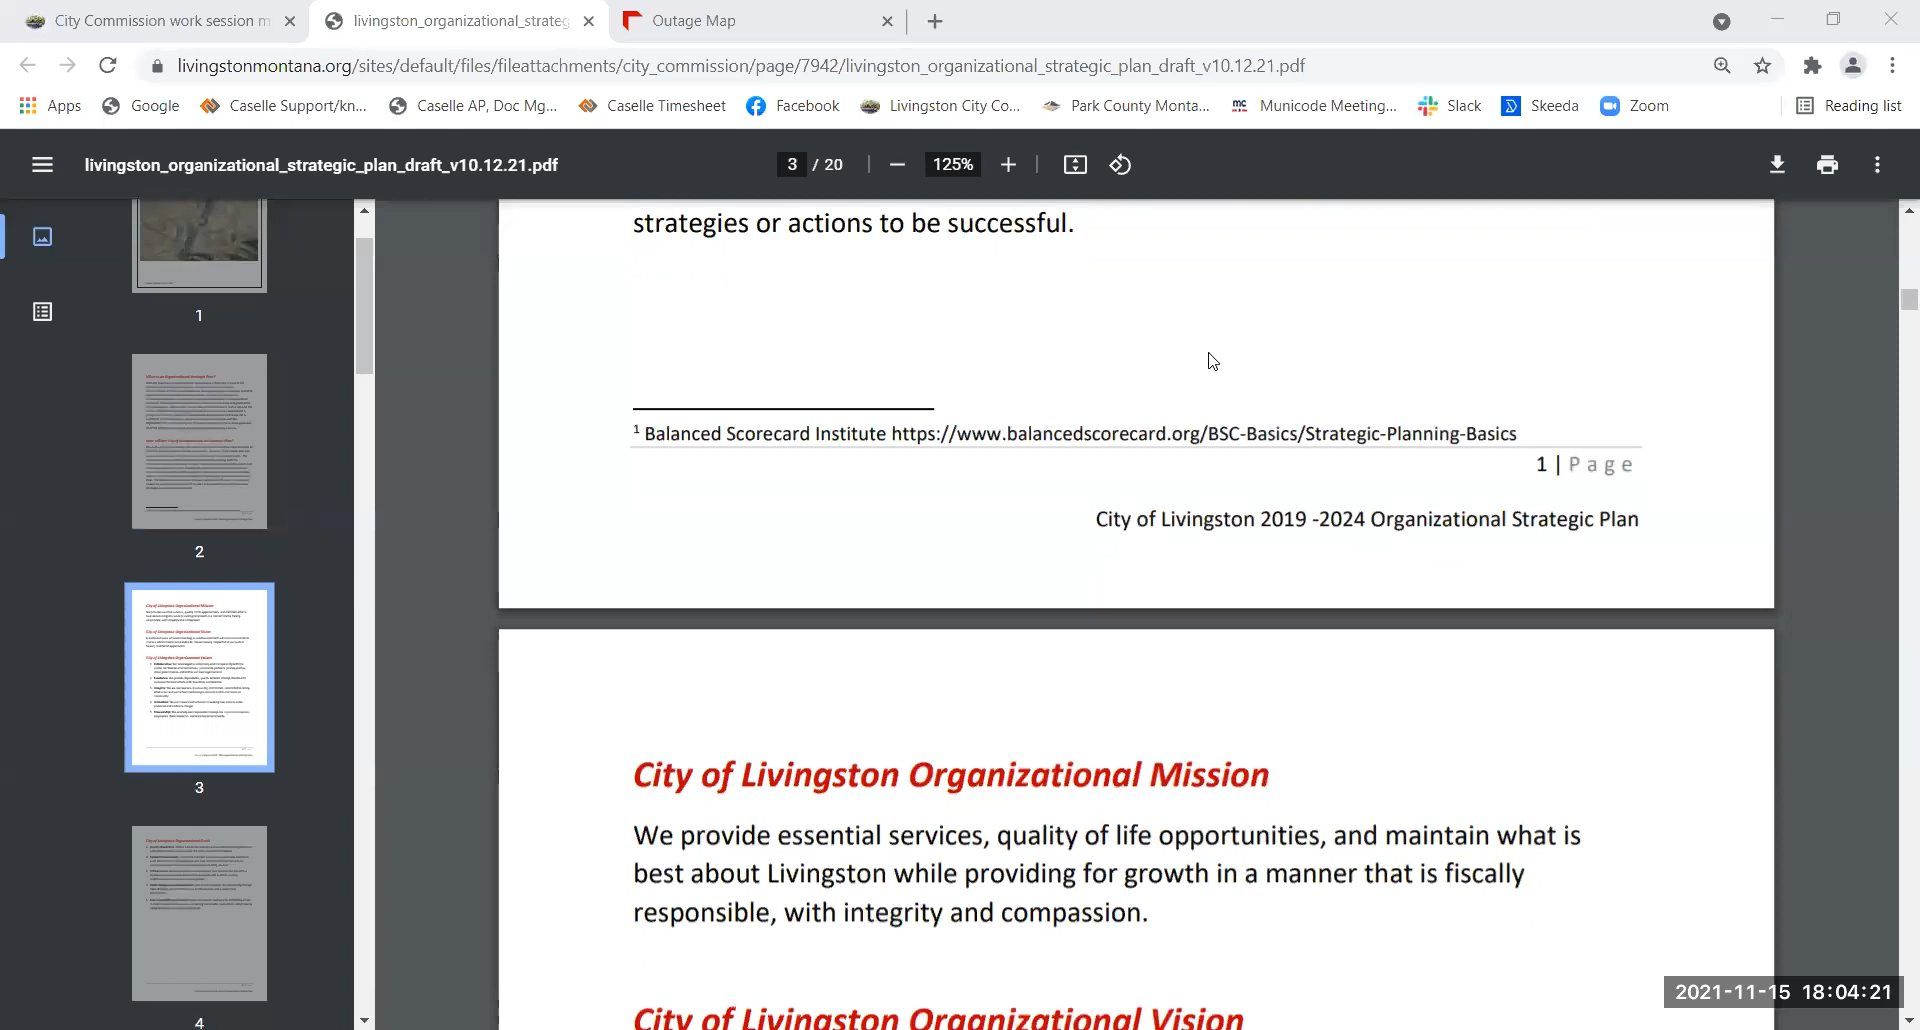 City Commission work session m
livingston_organizational_strateg
Outage Map
livingstonmontana.org/sites/default/files/fileattachments/city_commission/page/7942/livingston_organizational_strategic_plan_draft_v10.12.21.pdf
Apps
Google
Caselle Support/kn...
Caselle AP, Doc Mg...
Caselle Timesheet
Facebook
Livingston City Co...
Park County Monta...
mc Municode Meeting...
Slack
Skeeda
Zoom
Reading list
livingston_organizational_strategic_plan_draft_v10.12.21.pdf
3 / 20
125%
1
2
3
4
strategies or actions to be successful.
1 Balanced Scorecard Institute https://www.balancedscorecard.org/BSC-Basics/Strategic-Planning-Basics
1 | Page
City of Livingston 2019 -2024 Organizational Strategic Plan
City of Livingston Organizational Mission
We provide essential services, quality of life opportunities, and maintain what is
best about Livingston while providing for growth in a manner that is fiscally
responsible, with integrity and compassion.
City of Livingston Organizational Vision
2021-11-15 18:04:21